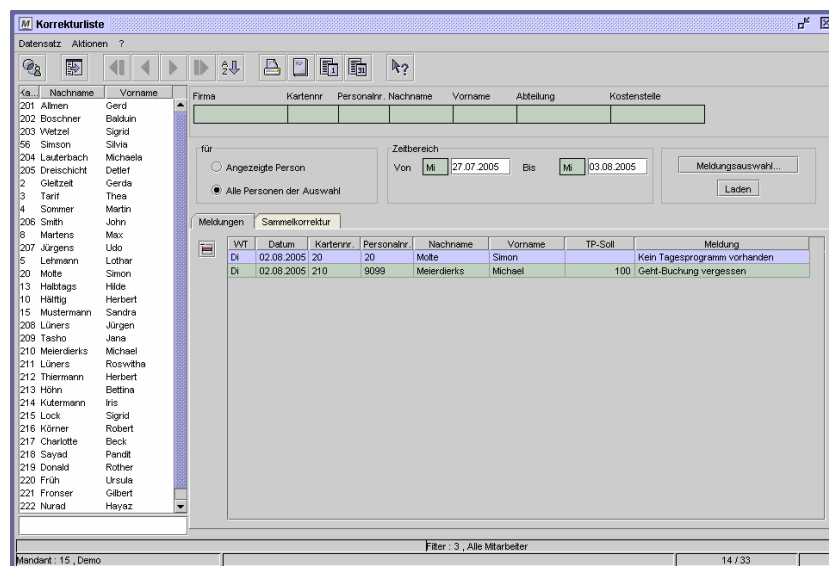 Korrekturliste
Datensatz Aktionen ?
Ka... Nachname Vorname
201 Allmen Gerd
202 Boschner Balduin
203 Wetzel Sigrid
56 Simson Silvia
204 Lauterbach Michaela
205 Dreischicht Detlef
2 Gleitzeit Gerda
3 Tarif Thea
4 Sommer Martin
206 Smith John
8 Martens Max
207 Jürgens Udo
5 Lehmann Lothar
20 Molte Simon
13 Halbtags Hilde
10 Hälftig Herbert
15 Mustermann Sandra
208 Lüners Jürgen
209 Tasho Jana
210 Meierdierks Michael
211 Lüners Roswitha
212 Thiermann Herbert
213 Höhn Bettina
214 Kutermann Iris
215 Lock Sigrid
216 Körner Robert
217 Charlotte Beck
218 Sayad Pandit
219 Donald Rother
220 Früh Ursula
221 Fronser Gilbert
222 Nurad Hayaz
Firma Kartennr Personalnr. Nachname Vorname Abteilung Kostenstelle
für
Angezeigte Person
Alle Personen der Auswahl
Zeitbereich
Von Mi 27.07.2005 Bis Mi 03.08.2005
Meldungsauswahl...
Laden
Meldungen Sammelkorrektur
WT Datum Kartennr. Personalnr. Nachname Vorname TP-Soll Meldung
Di 02.08.2005 20 20 Molte Simon Kein Tagesprogramm vorhanden
Di 02.08.2005 210 9099 Meierdierks Michael 100 Geht-Buchung vergessen
Filter : 3 , Alle Mitarbeiter
Mandant : 15 , Demo 14 / 33